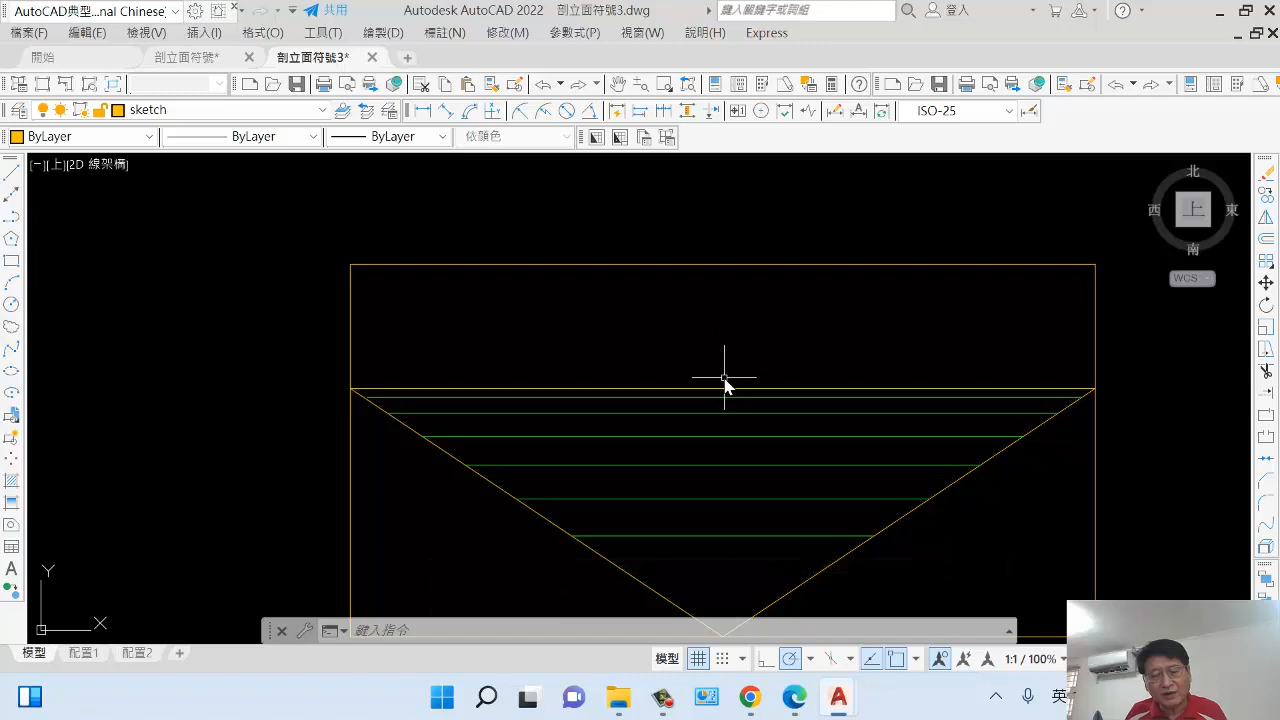 AutoCAD典型...nal Chinese)
共用
Autodesk AutoCAD 2022
剖立面符號3.dwg
鍵入關鍵字或片語
登入
檔案(F)
編輯(E)
檢視(V)
插入(I)
格式(O)
工具(T)
繪製(D)
標註(N)
修改(M)
參數式(P)
視窗(W)
說明(H)
Express
開始
剖立面符號*
剖立面符號3*
sketch
ISO-25
ByLayer
ByLayer
ByLayer
依顏色
[−][上][2D 線架構]
北
西
上
東
南
WCS
Y
X
鍵入指令
模型
配置1
配置2
模型
1:1 / 100%
英